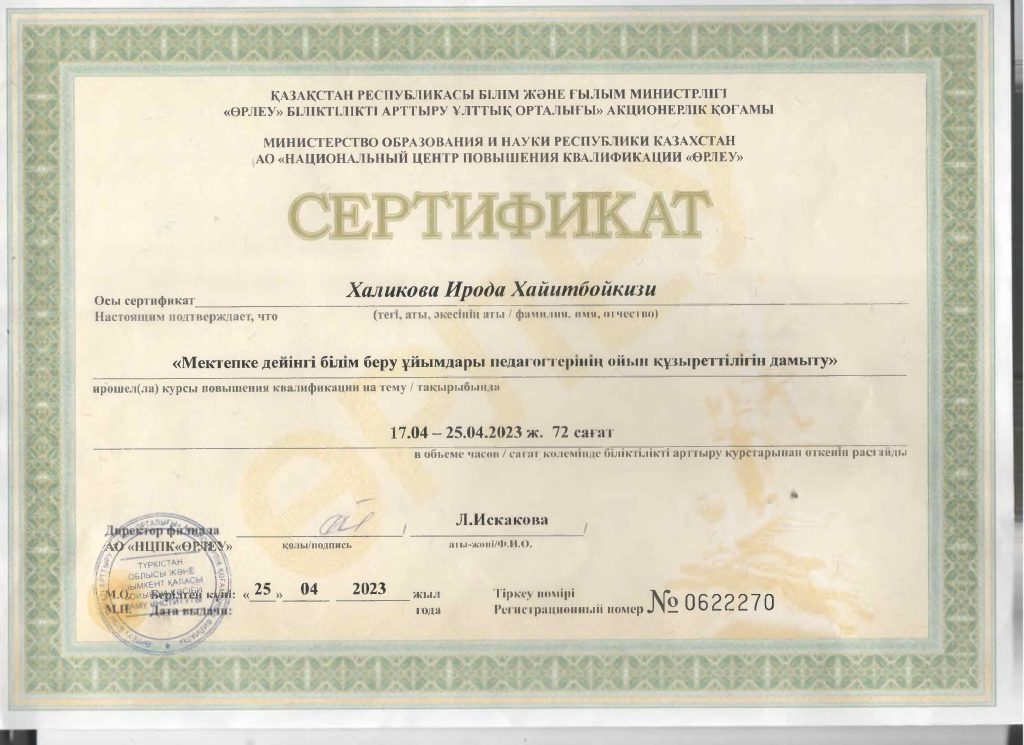 ҚАЗАҚСТАН РЕСПУБЛИКАСЫ БІЛІМ ЖӘНЕ ҒЫЛЫМ МИНИСТРЛІГІ
«ӨРЛЕУ» БІЛІКТІЛІКТІ АРТТЫРУ ҰЛТТЫҚ ОРТАЛЫҒЫ» АКЦИОНЕРЛІК ҚОҒАМЫ
МИНИСТЕРСТВО ОБРАЗОВАНИЯ И НАУКИ РЕСПУБЛИКИ КАЗАХСТАН
АО «НАЦИОНАЛЬНЫЙ ЦЕНТР ПОВЫШЕНИЯ КВАЛИФИКАЦИИ «ӨРЛЕУ»
СЕРТИФИКАТ
Осы сертификат Халикова Ирода Хайитбойкизи
Настоящим подтверждает, что (тегі, аты, әкесінің аты / фамилия, имя, отчество)
«Мектепке дейінгі білім беру ұйымдары педагогтерінің ойын құзыреттілігін дамыту»
прошел(ла) курсы повышения квалификации на тему / тақырыбында
17.04 – 25.04.2023 ж. 72 сағат
в объеме часов / сағат көлемінде біліктілікті арттыру курстарынан өткенін растайды
Директор филиала
АО «НЦПК«ӨРЛЕУ» / Л.Искакова /
қолы/подпись аты-жөні/Ф.И.О.
ТҮРКІСТАН
ОБЛЫСЫ ЖӘНЕ
ШЫМКЕНТ ҚАЛАСЫ
М.О. Берілген күні: «25» 04 2023 жыл
М.П. Дата выдачи: года
Тіркеу нөмірі
Регистрационный номер № 0622270